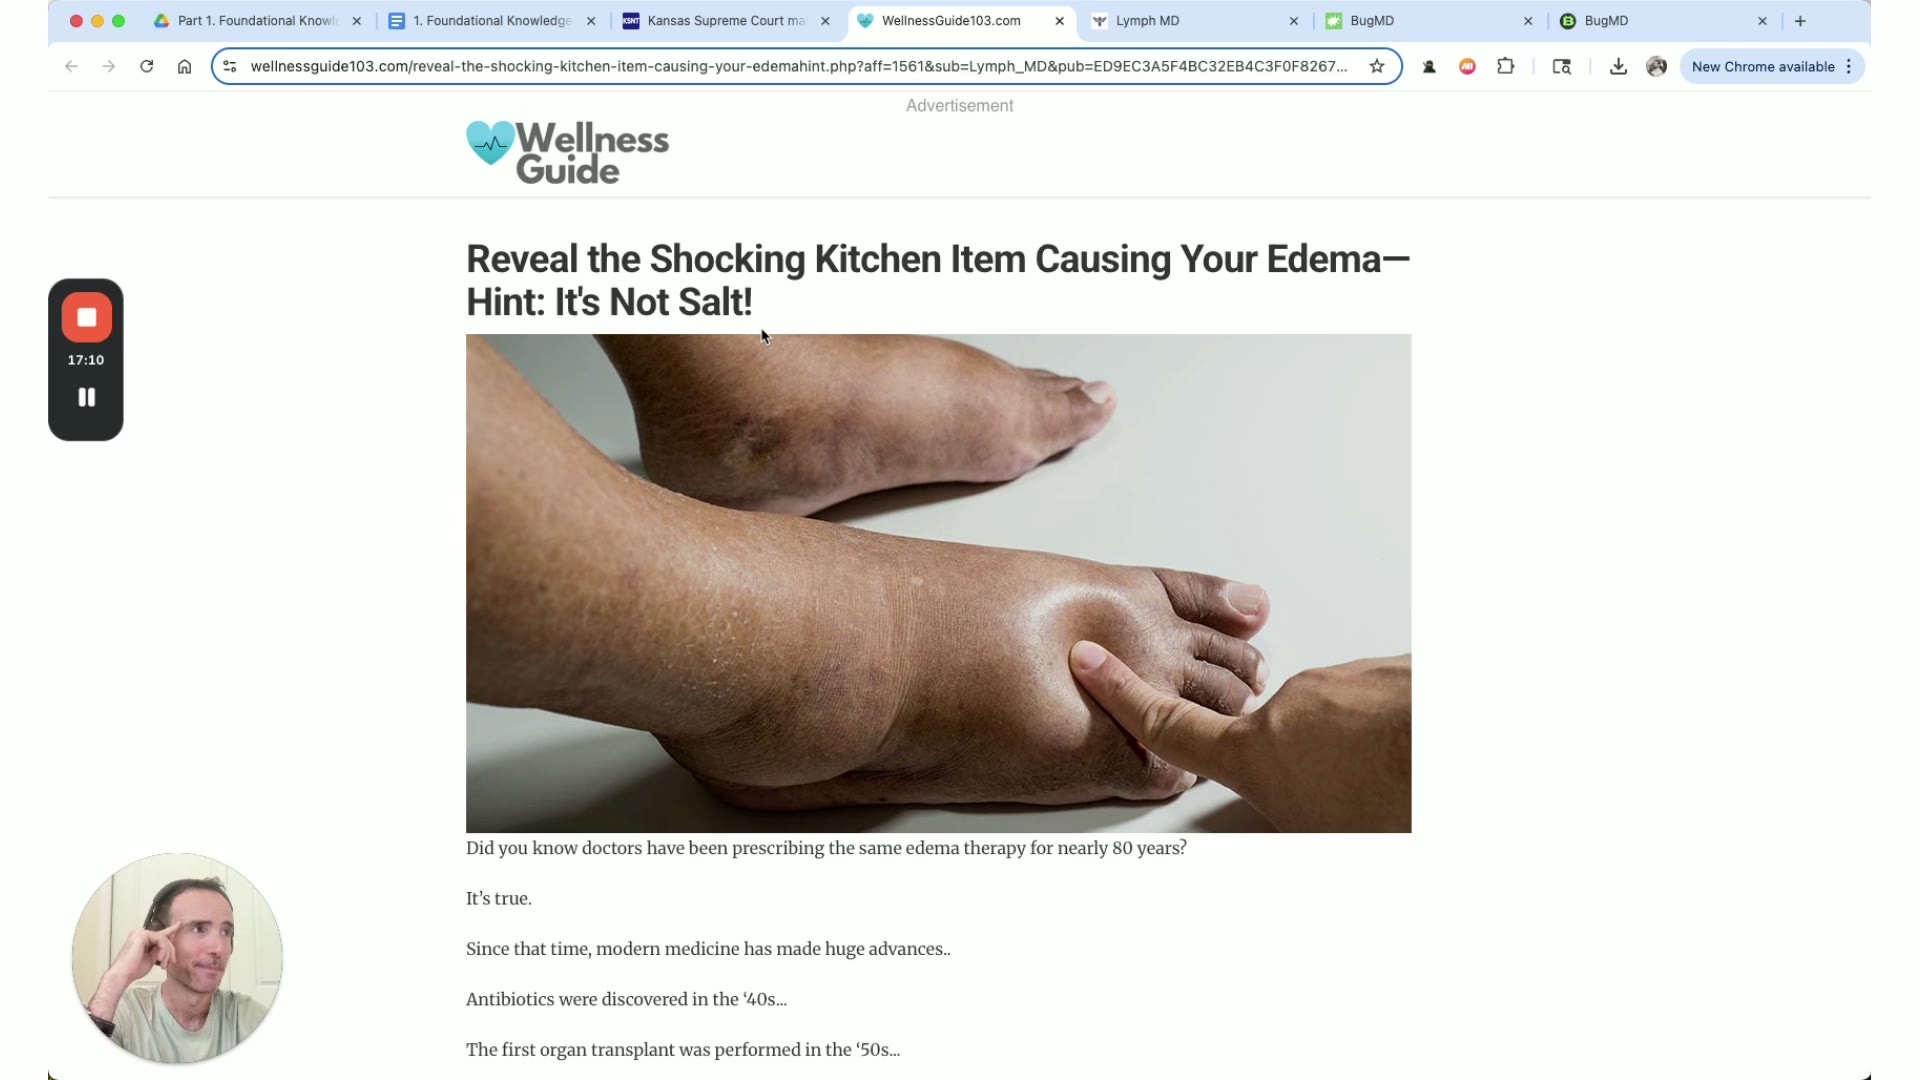 Part 1. Foundational Knowl
1. Foundational Knowledge
KSNT
Kansas Supreme Court ma
WellnessGuide103.com
Lymph MD
BugMD
BugMD
wellnessguide103.com/reveal-the-shocking-kitchen-item-causing-your-edemahint.php?aff=1561&sub=Lymph_MD&pub=ED9EC3A5F4BC32EB4C3F0F8267...
New Chrome available
Advertisement
Wellness
Guide
Reveal the Shocking Kitchen Item Causing Your Edema—
Hint: It's Not Salt!
17:10
Did you know doctors have been prescribing the same edema therapy for nearly 80 years?
It’s true.
Since that time, modern medicine has made huge advances..
Antibiotics were discovered in the ‘40s...
The first organ transplant was performed in the ‘50s...